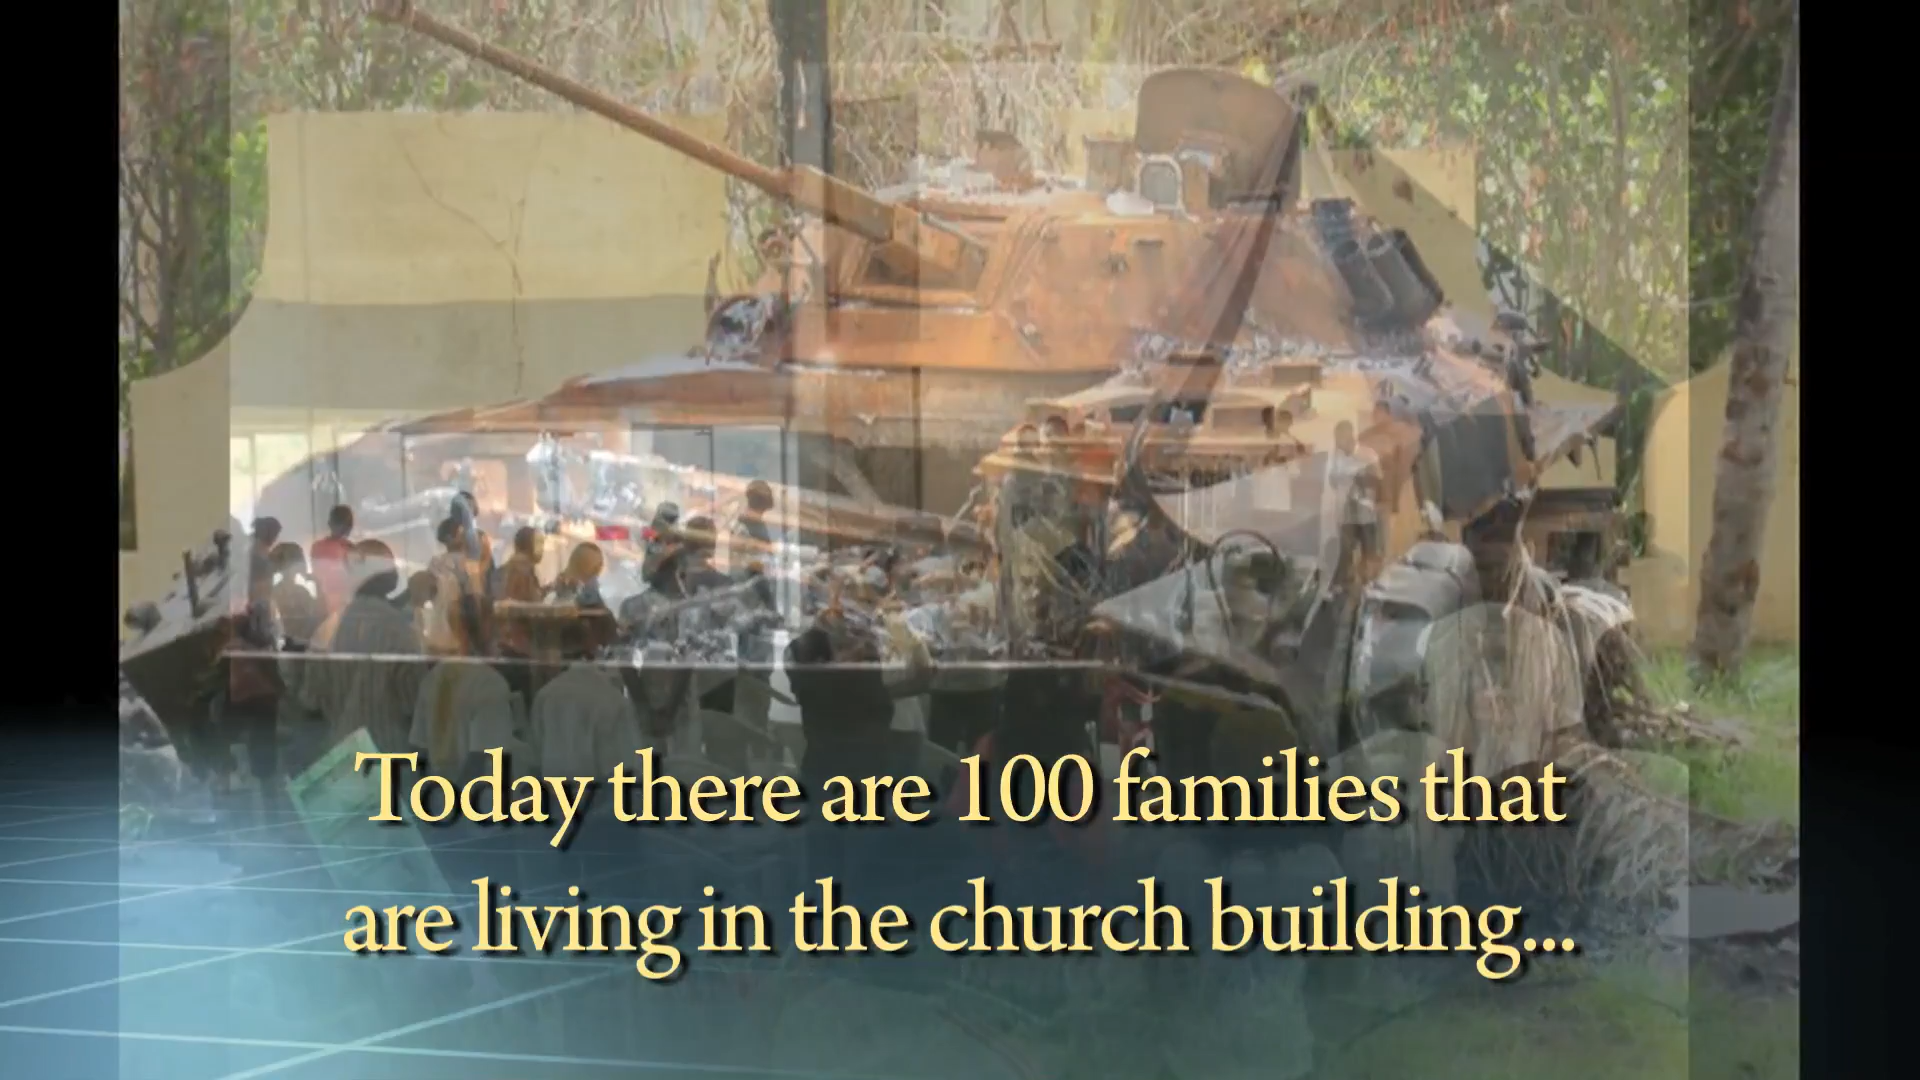 Today there are 100 families that
are living in the church building...